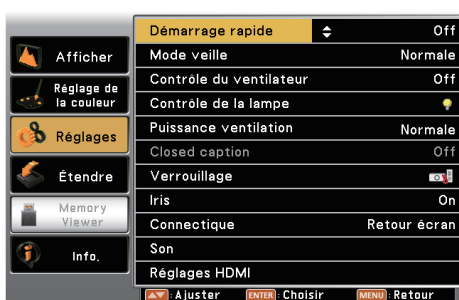 Afficher
Réglage de
la couleur
Réglages
Étendre
Memory
Viewer
Info.
Démarrage rapide Off
Mode veille Normale
Contrôle du ventilateur Off
Contrôle de la lampe
Puissance ventilation Normale
Closed caption Off
Verrouillage
Iris On
Connectique Retour écran
Son
Réglages HDMI
: Ajuster ENTER : Choisir MENU : Retour